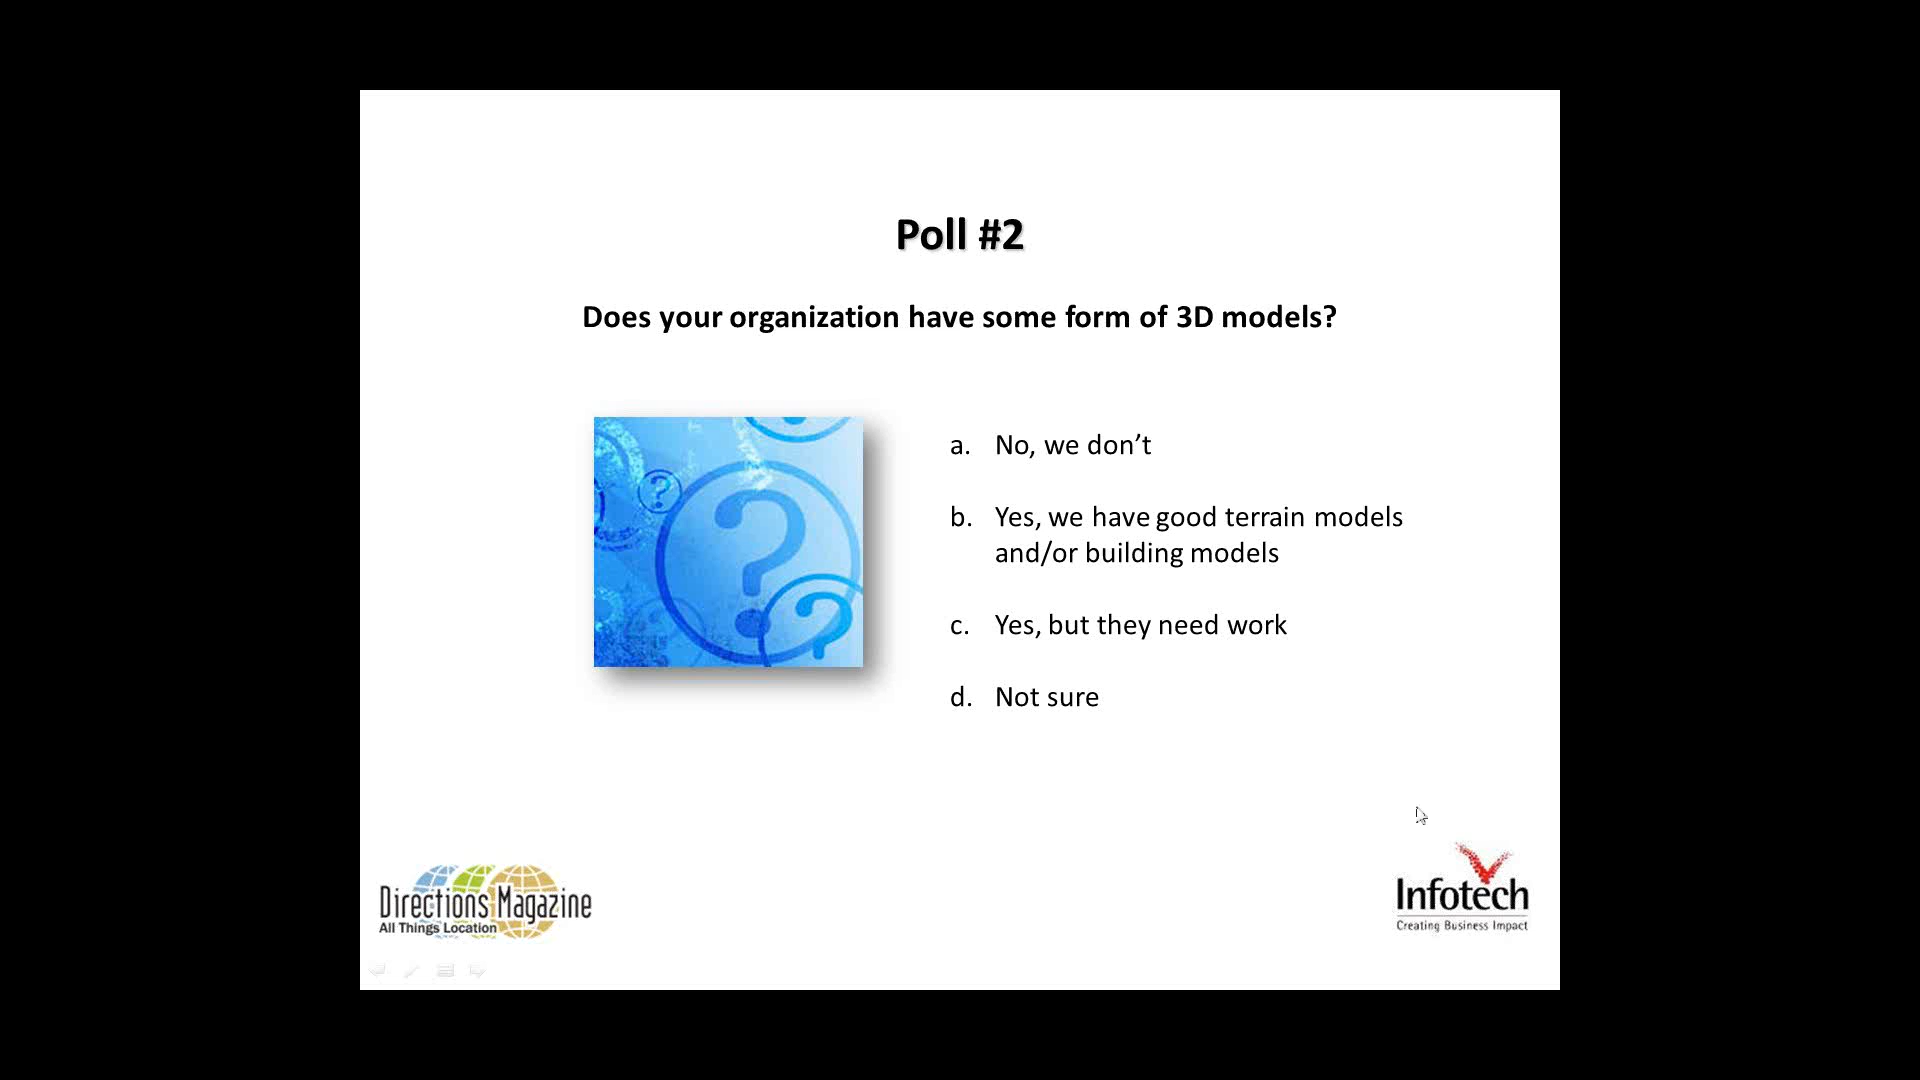 Poll #2
Does your organization have some form of 3D models?
a. No, we don’t
b. Yes, we have good terrain models
and/or building models
c. Yes, but they need work
d. Not sure
Directions Magazine
All Things Location
Infotech
Creating Business Impact